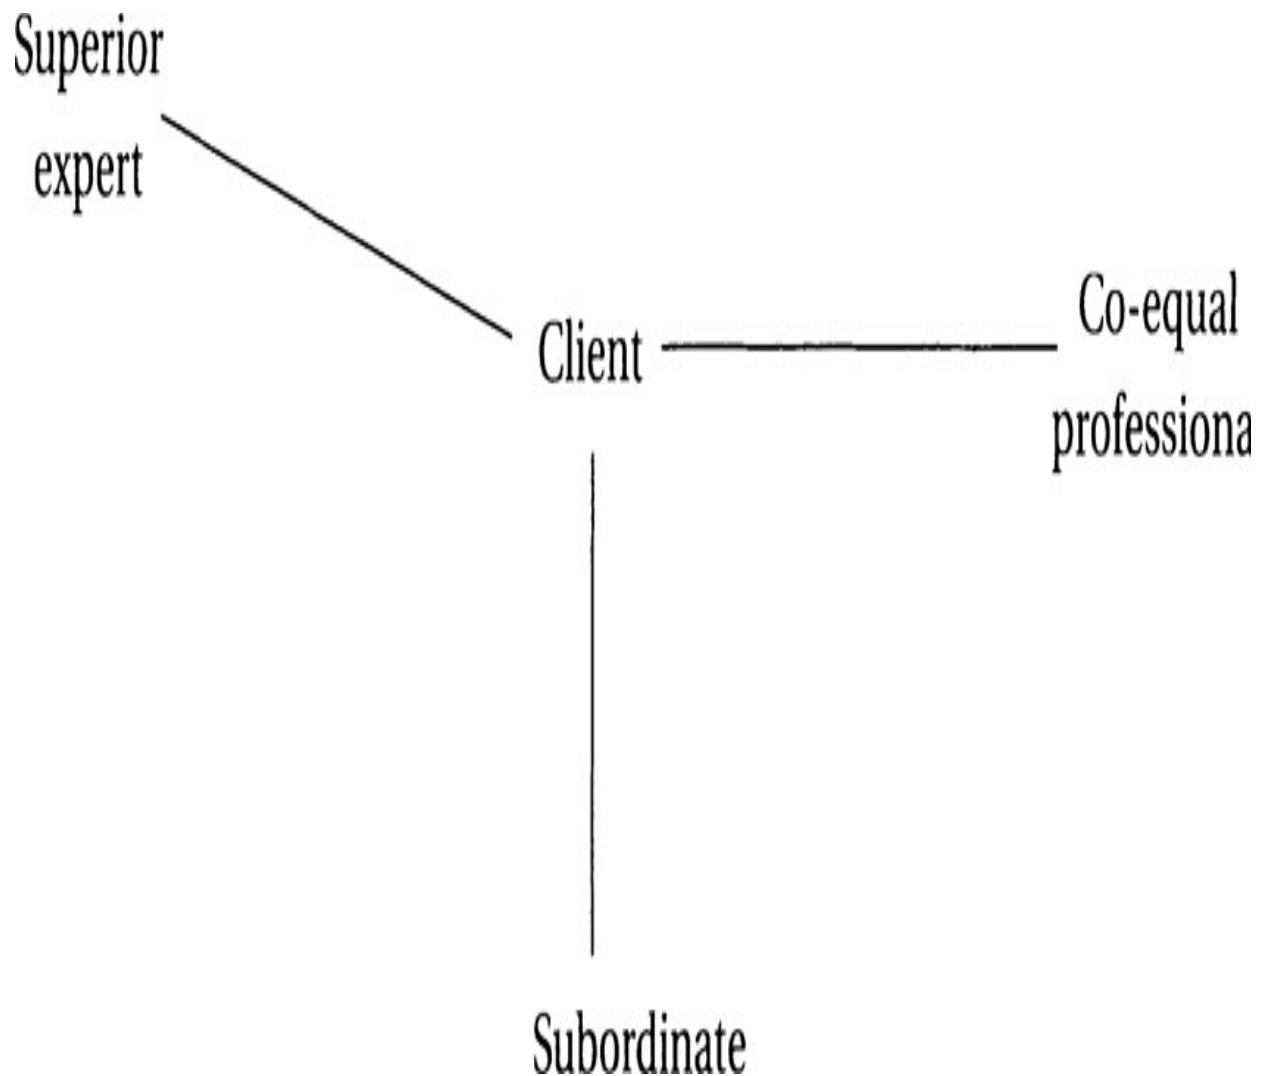 Superior
expert
Client
Co-equal
professiona
Subordinate